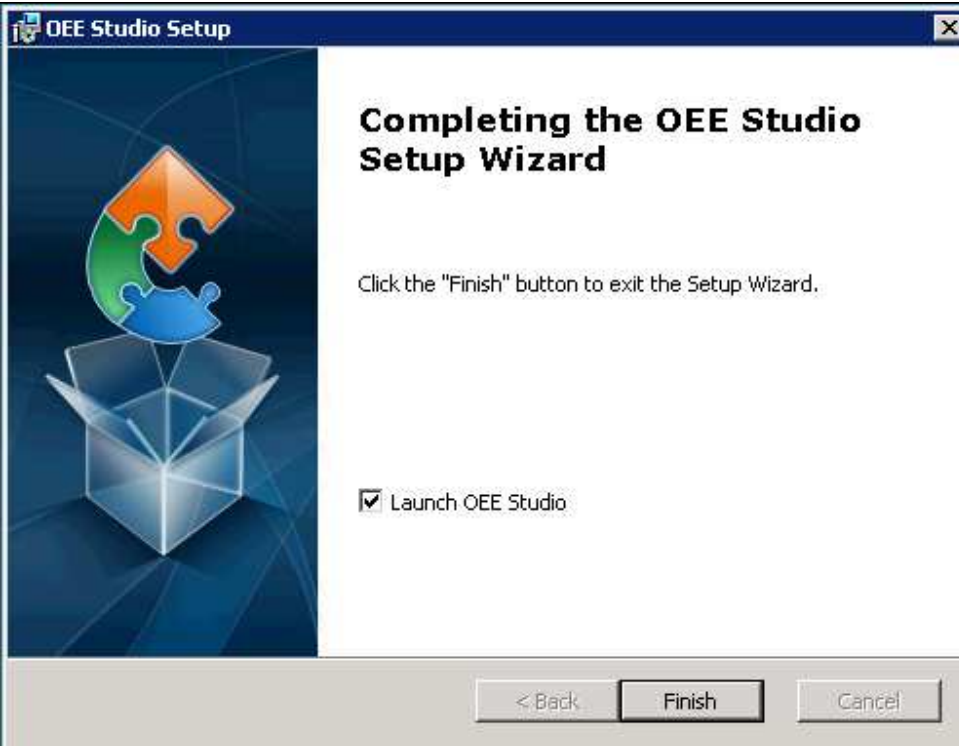 OEE Studio Setup
Completing the OEE Studio
Setup Wizard
Click the "Finish" button to exit the Setup Wizard.
Launch OEE Studio
< Back
Finish
Cancel